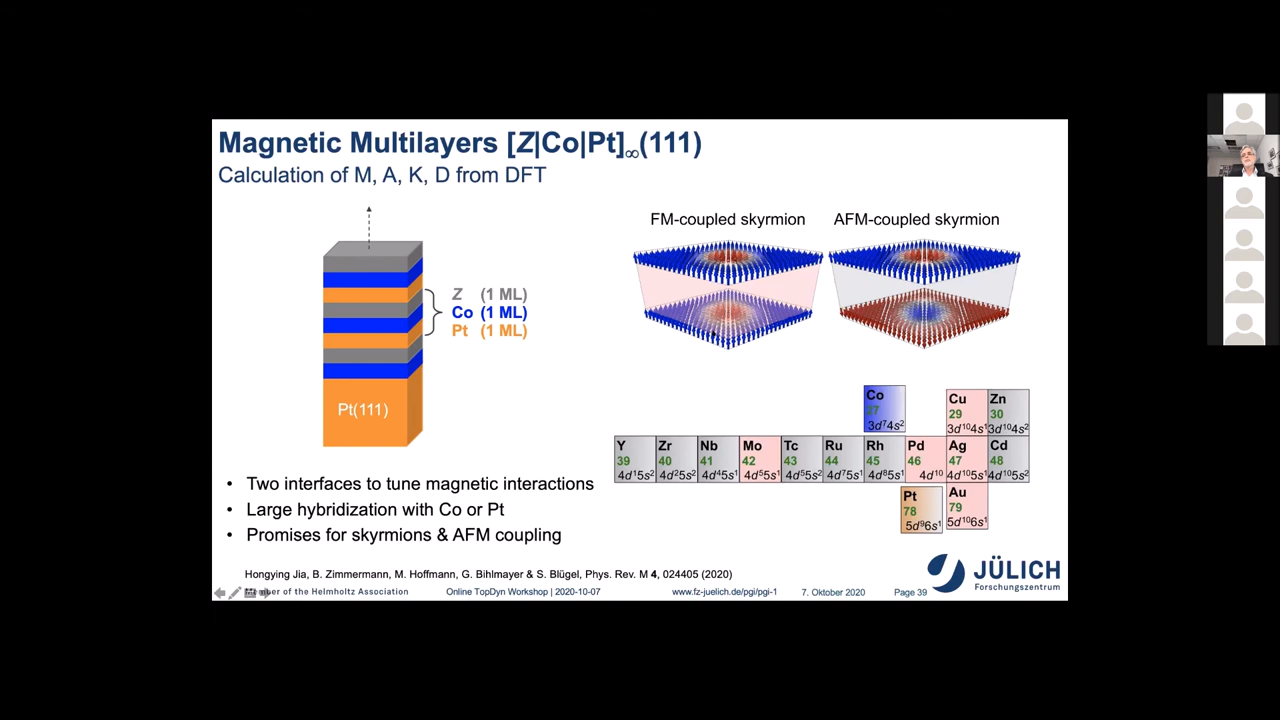 Magnetic Multilayers [Z|Co|Pt]∞(111)
Calculation of M, A, K, D from DFT
FM-coupled skyrmion
AFM-coupled skyrmion
Z (1 ML)
Co (1 ML)
Pt (1 ML)
Pt(111)
Co
27
3d⁷4s²
Cu
29
3d¹⁰4s¹
Zn
30
3d¹⁰4s²
Y
39
4d¹5s²
Zr
40
4d²5s²
Nb
41
4d⁴5s¹
Mo
42
4d⁵5s¹
Tc
43
4d⁵5s²
Ru
44
4d⁷5s¹
Rh
45
4d⁸5s¹
Pd
46
4d¹⁰
Ag
47
4d¹⁰5s¹
Cd
48
4d¹⁰5s²
Pt
78
5d⁹6s¹
Au
79
5d¹⁰6s¹
• Two interfaces to tune magnetic interactions
• Large hybridization with Co or Pt
• Promises for skyrmions & AFM coupling
Hongying Jia, B. Zimmermann, M. Hoffmann, G. Bihlmayer & S. Blügel, Phys. Rev. M 4, 024405 (2020)
Member of the Helmholtz Association
Online TopDyn Workshop | 2020-10-07
www.fz-juelich.de/pgi/pgi-1
7. Oktober 2020
Page 39
JÜLICH
Forschungszentrum